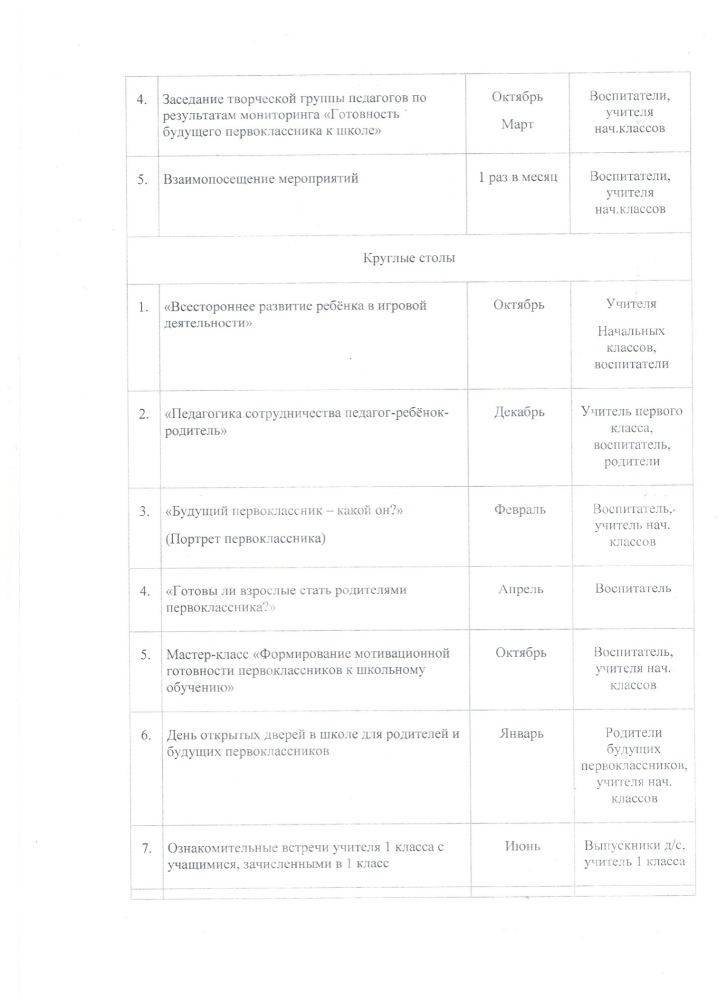 4. Заседание творческой группы педагогов по Октябрь Воспитатели,
результатам мониторинга «Готовность Март учителя
будущего первоклассника к школе» нач.классов
5. Взаимопосещение мероприятий 1 раз в месяц Воспитатели,
учителя
нач.классов
Круглые столы
1. «Всестороннее развитие ребёнка в игровой Октябрь Учителя
деятельности» Начальных
классов,
воспитатели
2. «Педагогика сотрудничества педагог-ребёнок- Декабрь Учитель первого
родитель» класса,
воспитатель,
родители
3. «Будущий первоклассник – какой он?» Февраль Воспитатель,
(Портрет первоклассника) учитель нач.
классов
4. «Готовы ли взрослые стать родителями Апрель Воспитатель
первоклассника?»
5. Мастер-класс «Формирование мотивационной Октябрь Воспитатель,
готовности первоклассников к школьному учителя нач.
обучению» классов
6. День открытых дверей в школе для родителей и Январь Родители
будущих первоклассников будущих
первоклассников,
учителя нач.
классов
7. Ознакомительные встречи учителя 1 класса с Июнь Выпускники д/с,
учащимися, зачисленными в 1 класс учитель 1 класса